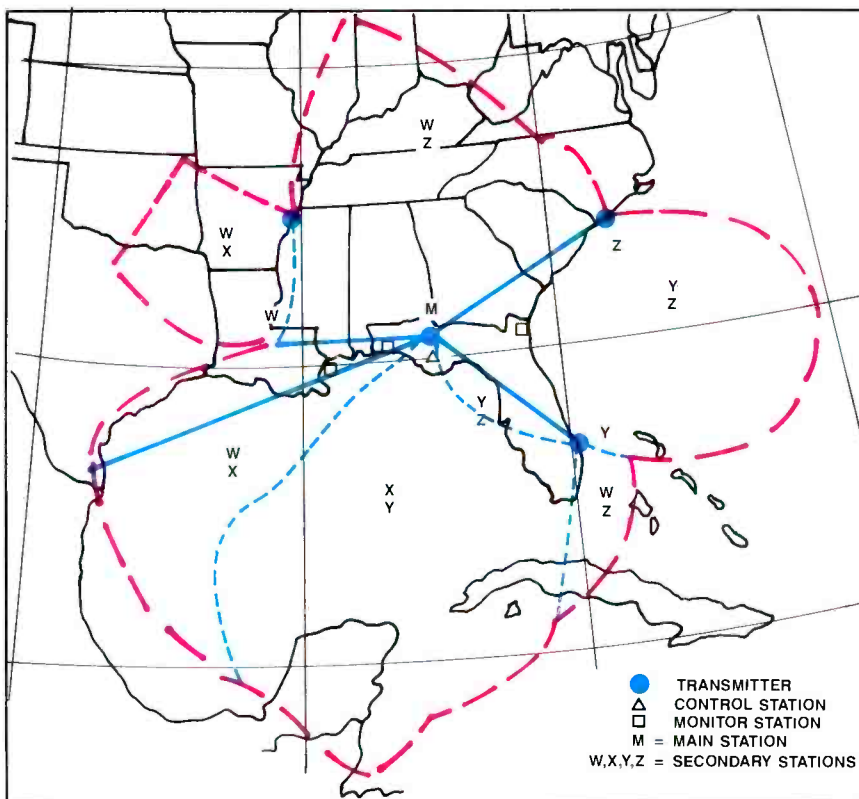 W
Z
W
X
Z
W
M
Y
Z
Y
Z
Y
W
X
W
Z
X
Y
TRANSMITTER
CONTROL STATION
MONITOR STATION
M = MAIN STATION
W,X,Y,Z = SECONDARY STATIONS